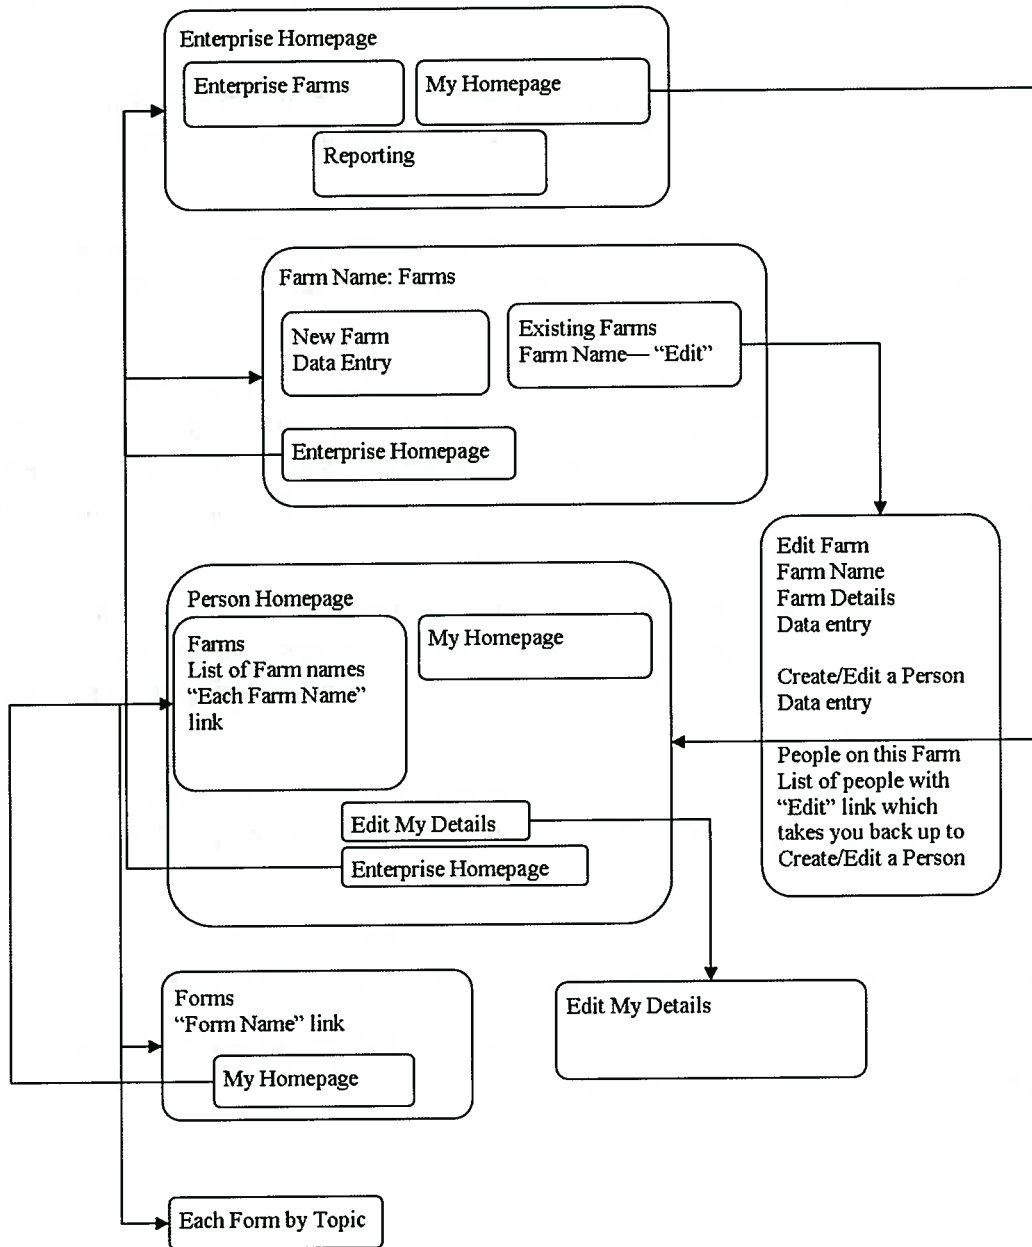 Enterprise Homepage
Enterprise Farms
My Homepage
Reporting
Farm Name: Farms
New Farm
Data Entry
Existing Farms
Farm Name— “Edit”
Enterprise Homepage
Edit Farm
Farm Name
Farm Details
Data entry
Create/Edit a Person
Data entry
People on this Farm
List of people with
“Edit” link which
takes you back up to
Create/Edit a Person
Person Homepage
Farms
List of Farm names
“Each Farm Name”
link
My Homepage
Edit My Details
Enterprise Homepage
Forms
“Form Name” link
My Homepage
Edit My Details
Each Form by Topic